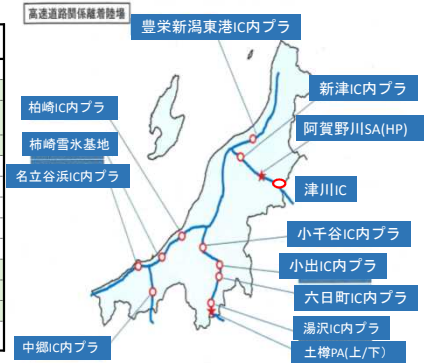 高速道路関係離着陸場
豊栄新潟東港IC内プラ
新津IC内プラ
柏崎IC内プラ
阿賀野川SA(HP)
柿崎雪氷基地
名立谷浜IC内プラ
津川IC
小千谷IC内プラ
小出IC内プラ
六日町IC内プラ
湯沢IC内プラ
中郷IC内プラ
土樽PA(上/下)